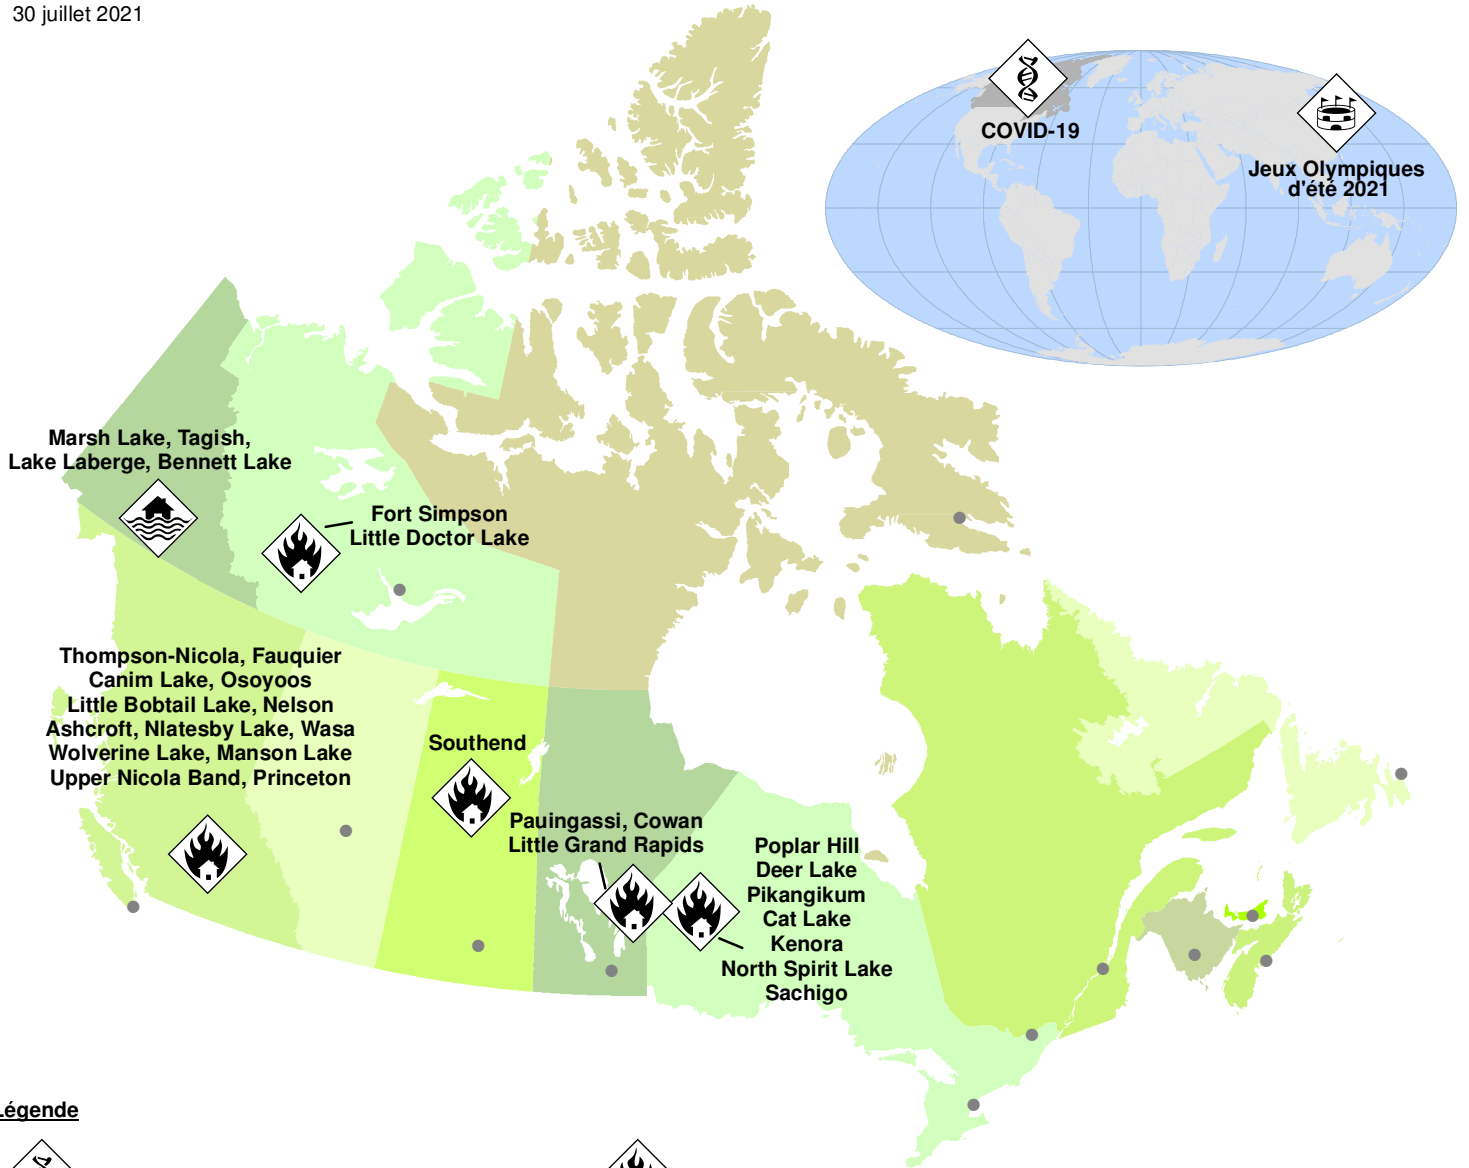 30 juillet 2021
COVID-19
Jeux Olympiques
d'été 2021
Marsh Lake, Tagish,
Lake Laberge, Bennett Lake
Fort Simpson
Little Doctor Lake
Thompson-Nicola, Fauquier
Canim Lake, Osoyoos
Little Bobtail Lake, Nelson
Ashcroft, Nlatesby Lake, Wasa
Wolverine Lake, Manson Lake
Upper Nicola Band, Princeton
Southend
Pauingassi, Cowan
Little Grand Rapids
Poplar Hill
Deer Lake
Pikangikum
Cat Lake
Kenora
North Spirit Lake
Sachigo
Légende